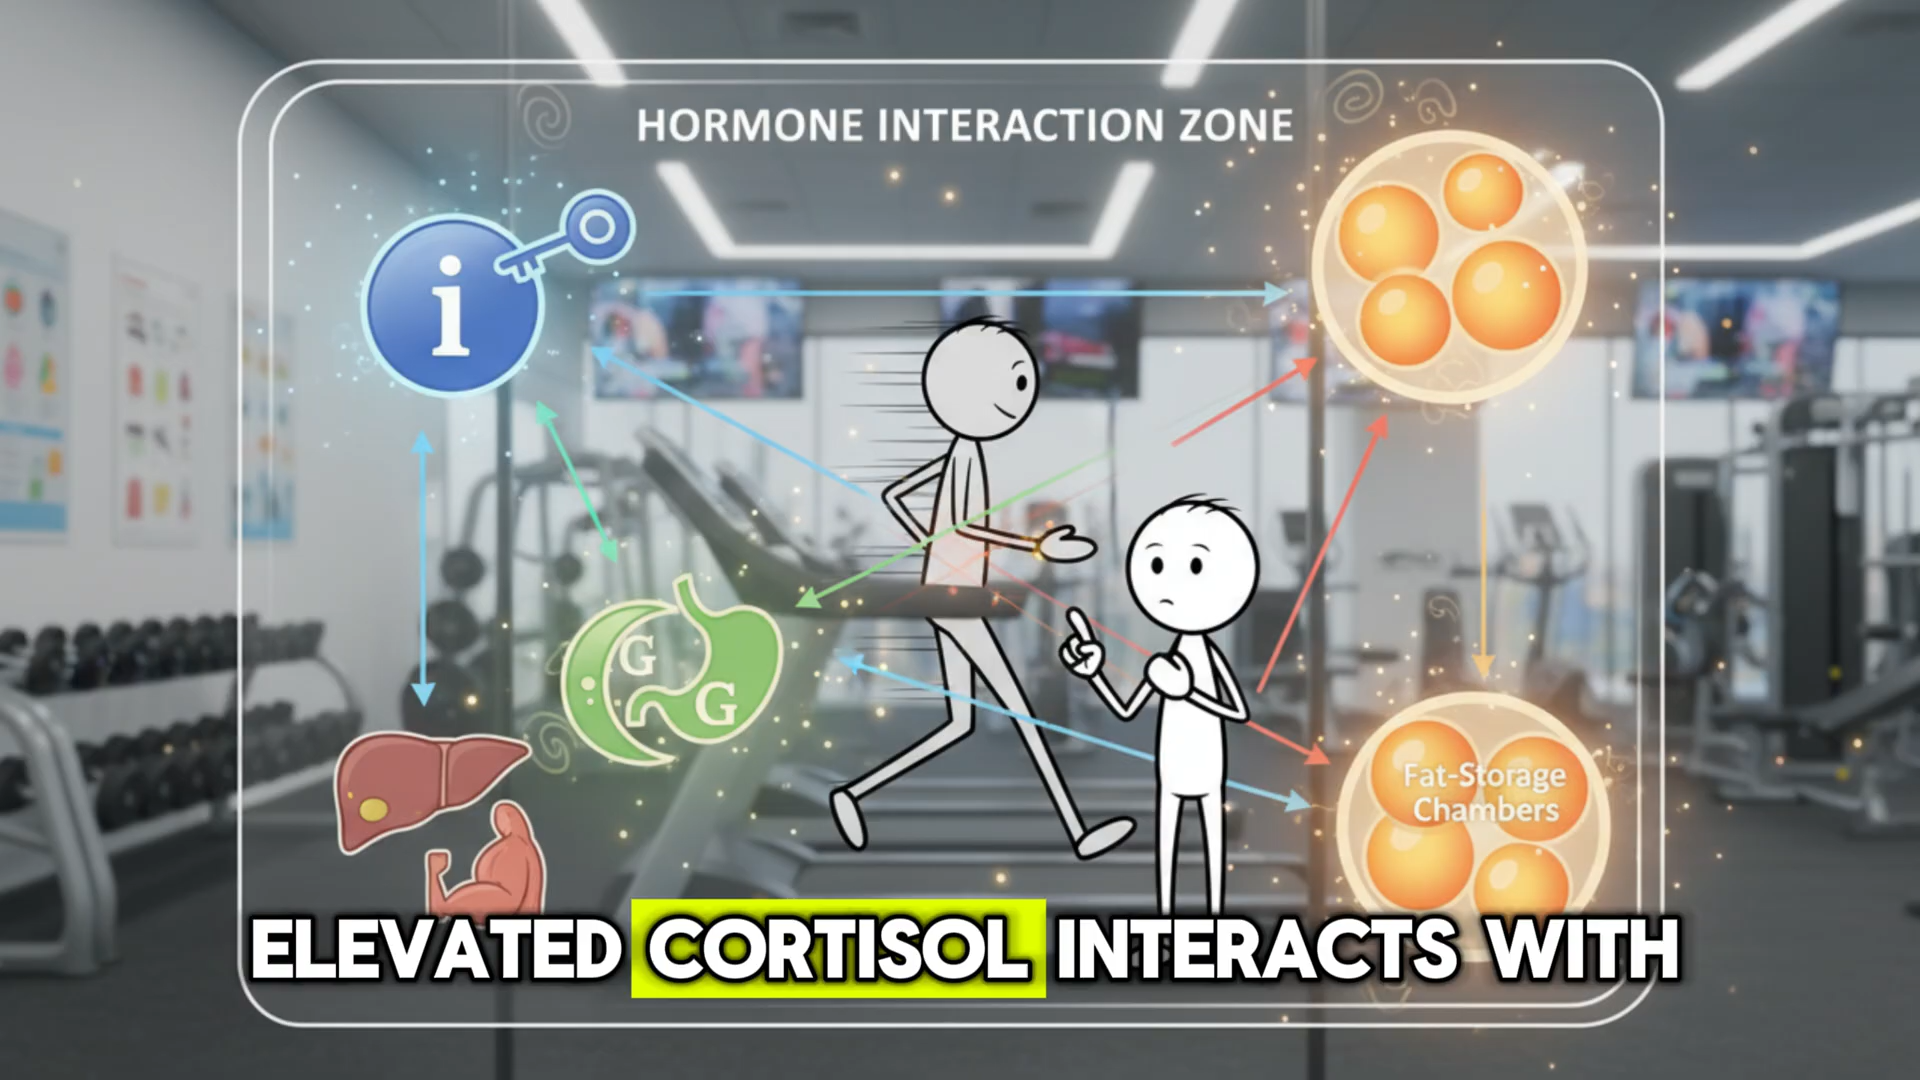 HORMONE INTERACTION ZONE
i
G
G
Fat-Storage
Chambers
ELEVATED CORTISOL INTERACTS WITH